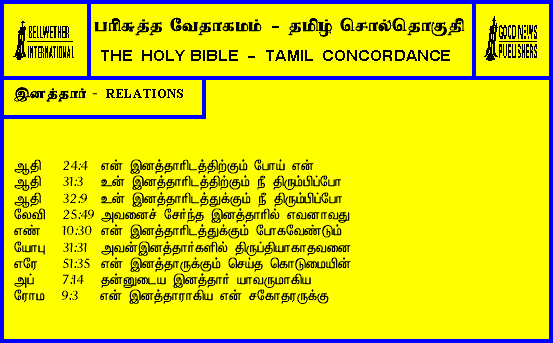 BELLWETHER
INTERNATIONAL
பரிசுத்த வேதாகமம் - தமிழ் சொல்தொகுதி
THE HOLY BIBLE - TAMIL CONCORDANCE
GOOD NEWS
PUBLISHERS
இனத்தார் - RELATIONS
ஆதி 24:4 என் இனத்தாரிடத்திற்கும் போய் என்
ஆதி 31:3 உன் இனத்தாரிடத்திற்கும் நீ திரும்பிப்போ
ஆதி 32:9 உன் இனத்தாரிடத்துக்கும் நீ திரும்பிப்போ
லேவி 25:49 அவனைச் சேர்ந்த இனத்தாரில் எவனாவது
எண் 10:30 என் இனத்தாரிடத்துக்கும் போகவேண்டும்
யோபு 31:31 அவன்இனத்தார்களில் திருப்தியாகாதவனை
எரே 51:35 என் இனத்தாருக்கும் செய்த கொடுமையின்
அப் 7:14 தன்னுடைய இனத்தார் யாவருமாகிய
ரோம 9:3 என் இனத்தாராகிய என் சகோதரருக்கு